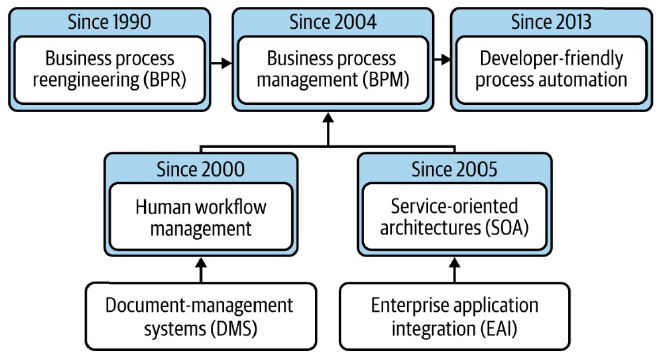 Since 1990
Business process
reengineering (BPR)
Since 2004
Business process
management (BPM)
Since 2013
Developer-friendly
process automation
Since 2000
Human workflow
management
Since 2005
Service-oriented
architectures (SOA)
Document-management
systems (DMS)
Enterprise application
integration (EAI)